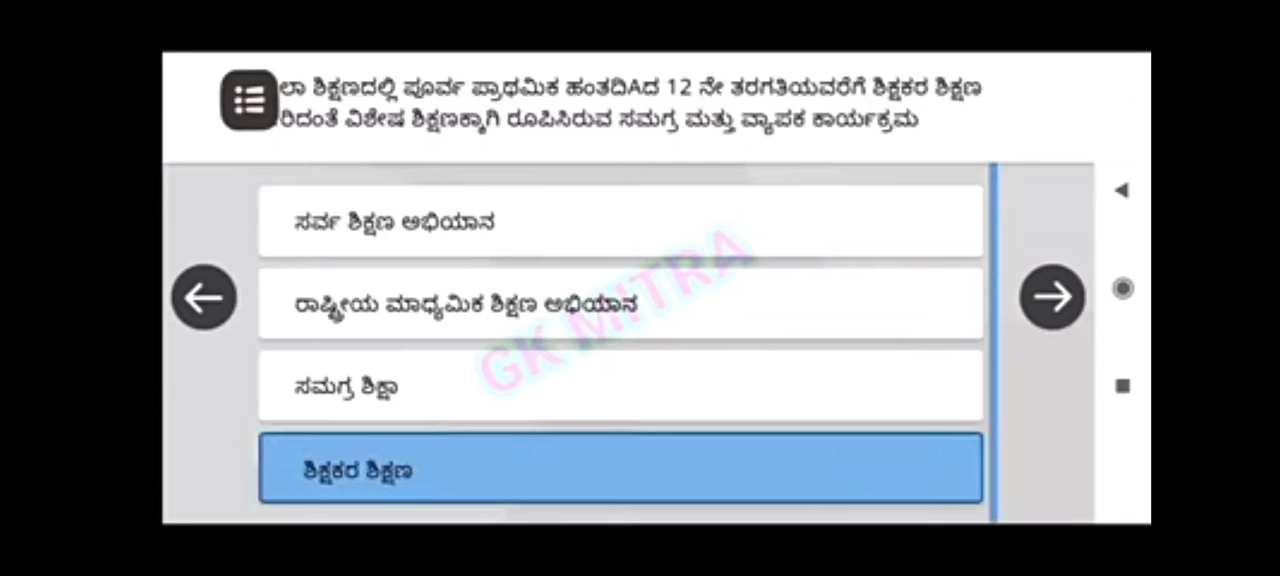 ಲಾ ಶಿಕ್ಷಣದಲ್ಲಿ ಪೂರ್ವ ಪ್ರಾಥಮಿಕ ಹಂತದಿAದ 12 ನೇ ತರಗತಿಯವರೆಗೆ ಶಿಕ್ಷಕರ ಶಿಕ್ಷಣ
ರಿದಂತೆ ವಿಶೇಷ ಶಿಕ್ಷಣಕ್ಕಾಗಿ ರೂಪಿಸಿರುವ ಸಮಗ್ರ ಮತ್ತು ವ್ಯಾಪಕ ಕಾರ್ಯಕ್ರಮ
ಸರ್ವ ಶಿಕ್ಷಣ ಅಭಿಯಾನ
ರಾಷ್ಟ್ರೀಯ ಮಾಧ್ಯಮಿಕ ಶಿಕ್ಷಣ ಅಭಿಯಾನ
GK MITRA
ಸಮಗ್ರ ಶಿಕ್ಷಾ
ಶಿಕ್ಷಕರ ಶಿಕ್ಷಣ